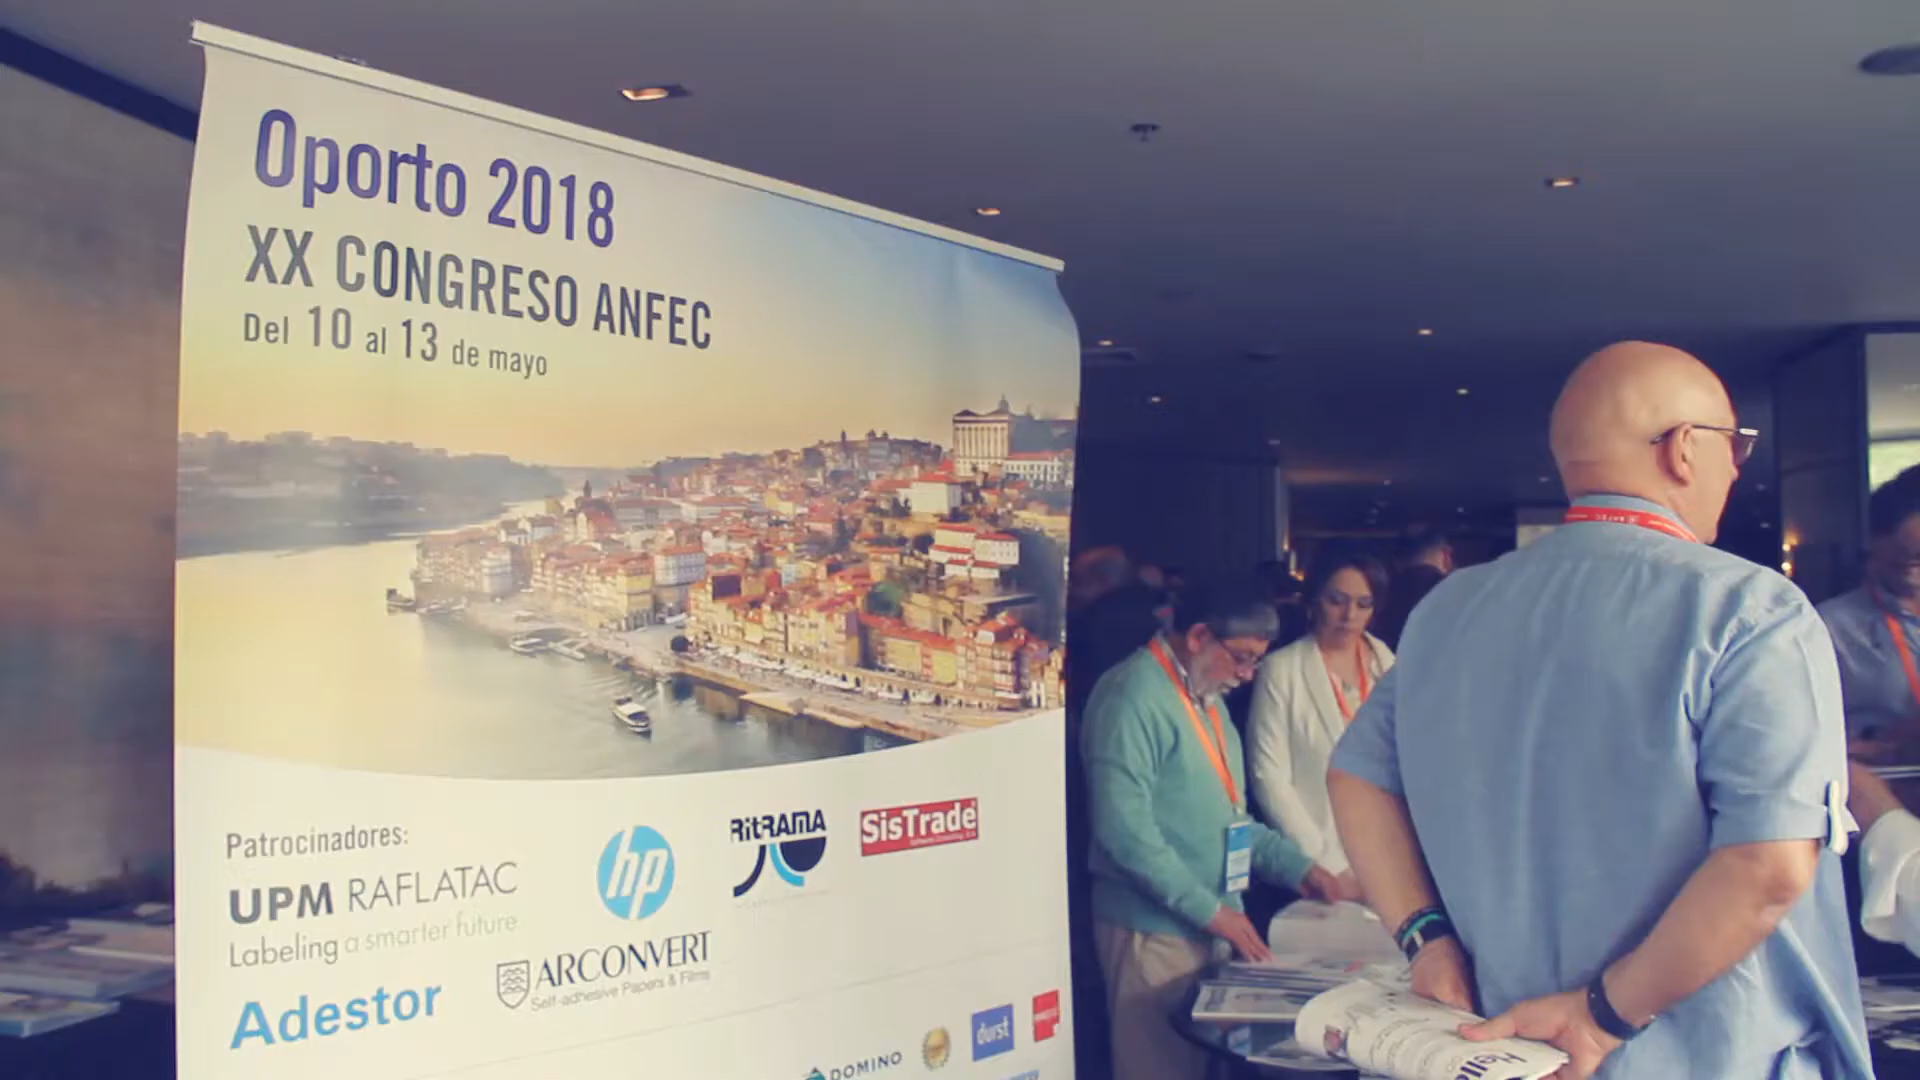 Oporto 2018
XX CONGRESO ANFEC
Del 10 al 13 de mayo
Patrocinadores:
UPM RAFLATAC
Labeling a smarter future
hp
RitRAMA
SisTrade
ARCONVERT
Self-adhesive Papers & Films
Adestor
DOMINO
durst
Hello